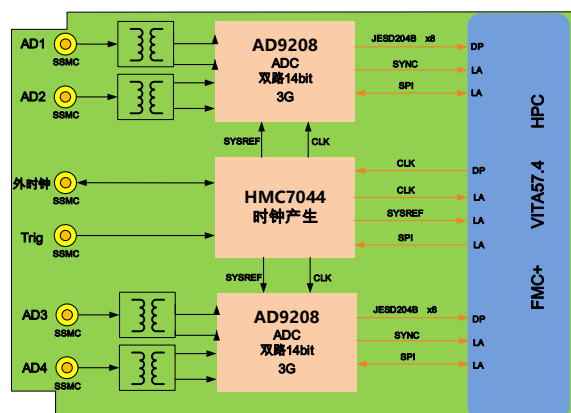 AD1
SSMC
AD2
SSMC
外时钟
SSMC
Trig
SSMC
AD3
SSMC
AD4
SSMC
AD9208
ADC
双路14bit
3G
SYSREF
CLK
HMC7044
时钟产生
SYSREF
CLK
AD9208
ADC
双路14bit
3G
JESD204B x8
SYNC
SPI
CLK
CLK
SYSREF
SPI
JESD204B x8
SYNC
SPI
DP
LA
LA
DP
LA
LA
LA
DP
LA
LA
FMC+ VITA57.4 HPC